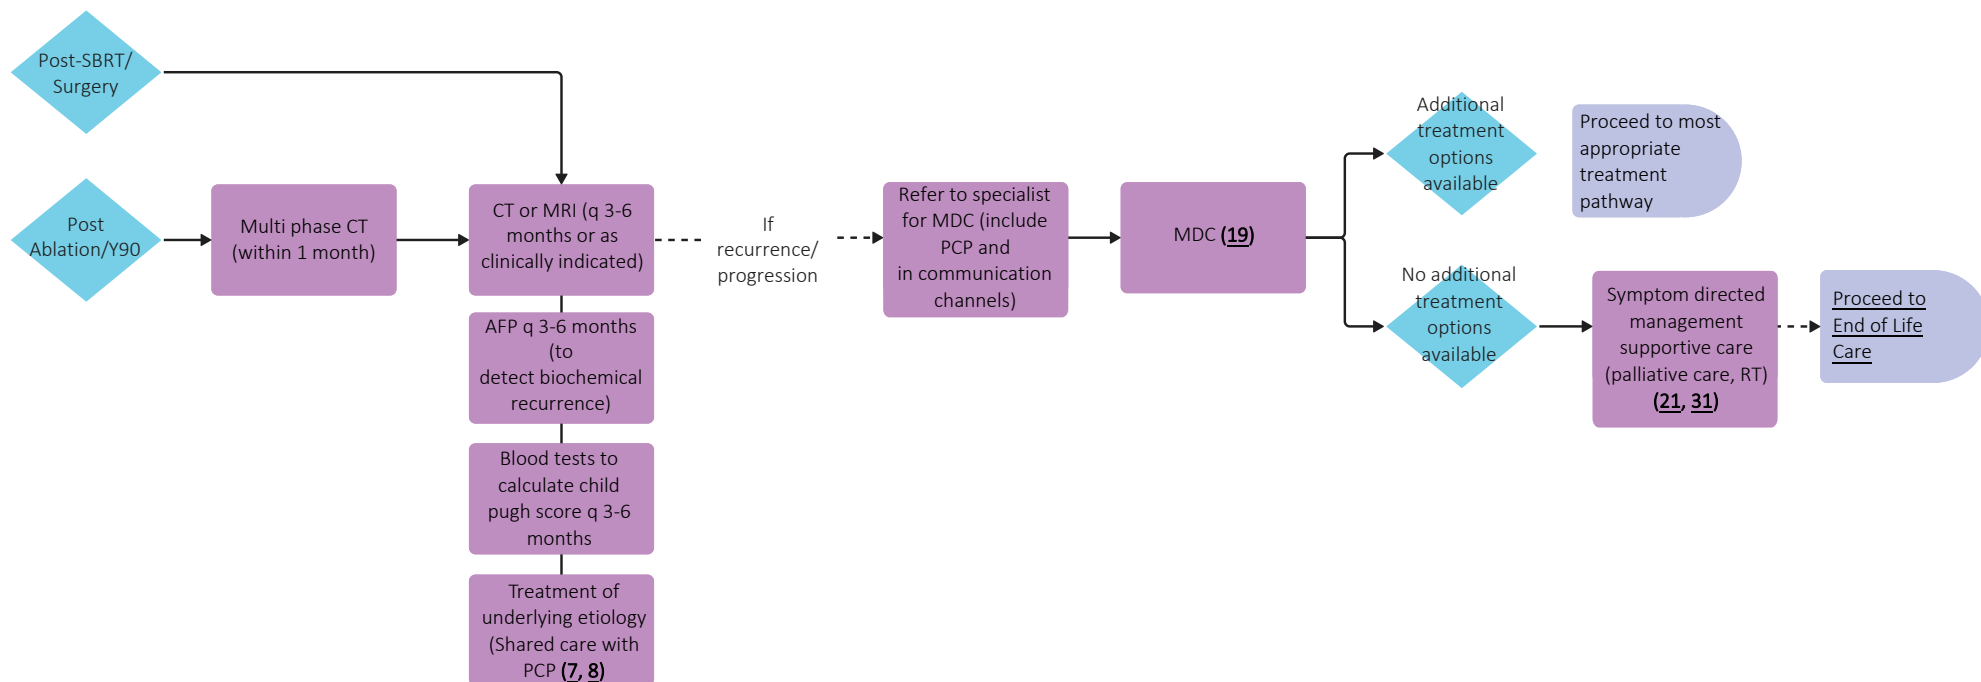 Post-SBRT/
Surgery
Post
Ablation/Y90
Multi phase CT
(within 1 month)
CT or MRI (q 3-6
months or as
clinically indicated)
AFP q 3-6 months
(to
detect biochemical
recurrence)
Blood tests to
calculate child
pugh score q 3-6
months
Treatment of
underlying etiology
(Shared care with
PCP (7, 8)
If
recurrence/
progression
Refer to specialist
for MDC (include
PCP and
in communication
channels)
MDC (19)
Additional
treatment
options
available
Proceed to most
appropriate
treatment
pathway
No additional
treatment
options
available
Symptom directed
management
supportive care
(palliative care, RT)
(21, 31)
Proceed to
End of Life
Care